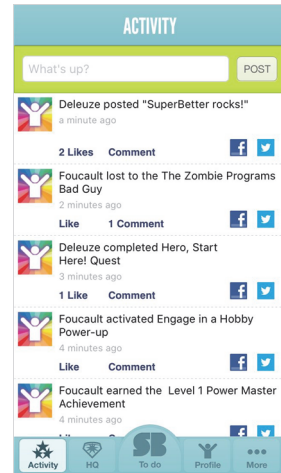 ACTIVITY
What's up?
POST
Deleuze posted "SuperBetter rocks!"
a minute ago
2 Likes Comment
Foucault lost to the The Zombie Programs
Bad Guy
2 minutes ago
Like 1 Comment
Deleuze completed Hero, Start
Here! Quest
3 minutes ago
1 Like Comment
Foucault activated Engage in a Hobby
Power-up
4 minutes ago
Like Comment
Foucault earned the Level 1 Power Master
Achievement
4 minutes ago
SB
Activity HQ To do Profile More